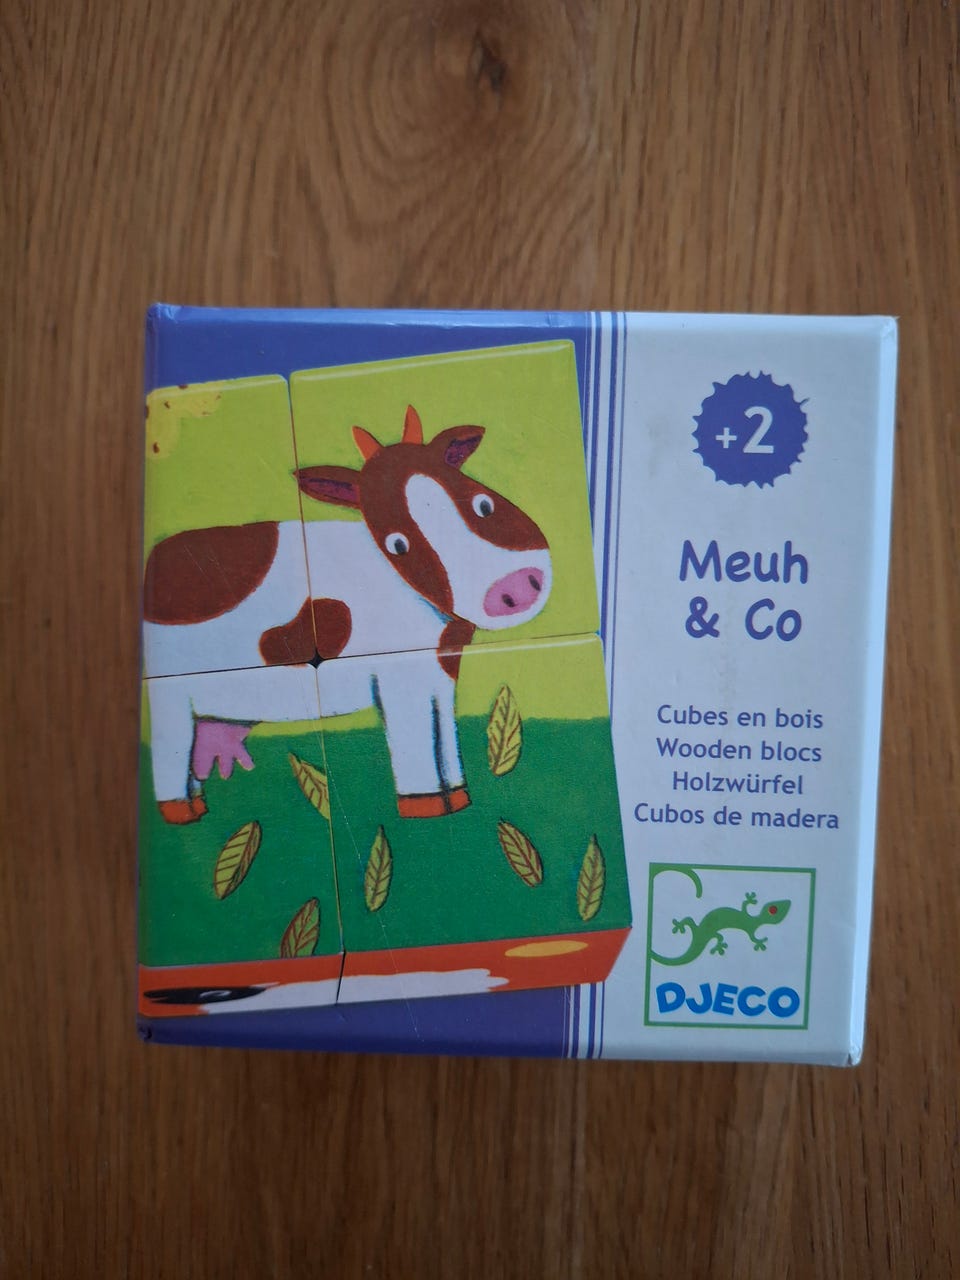 +2
Meuh
& Co
Cubes en bois
Wooden blocs
Holzwürfel
Cubos de madera
DJECO